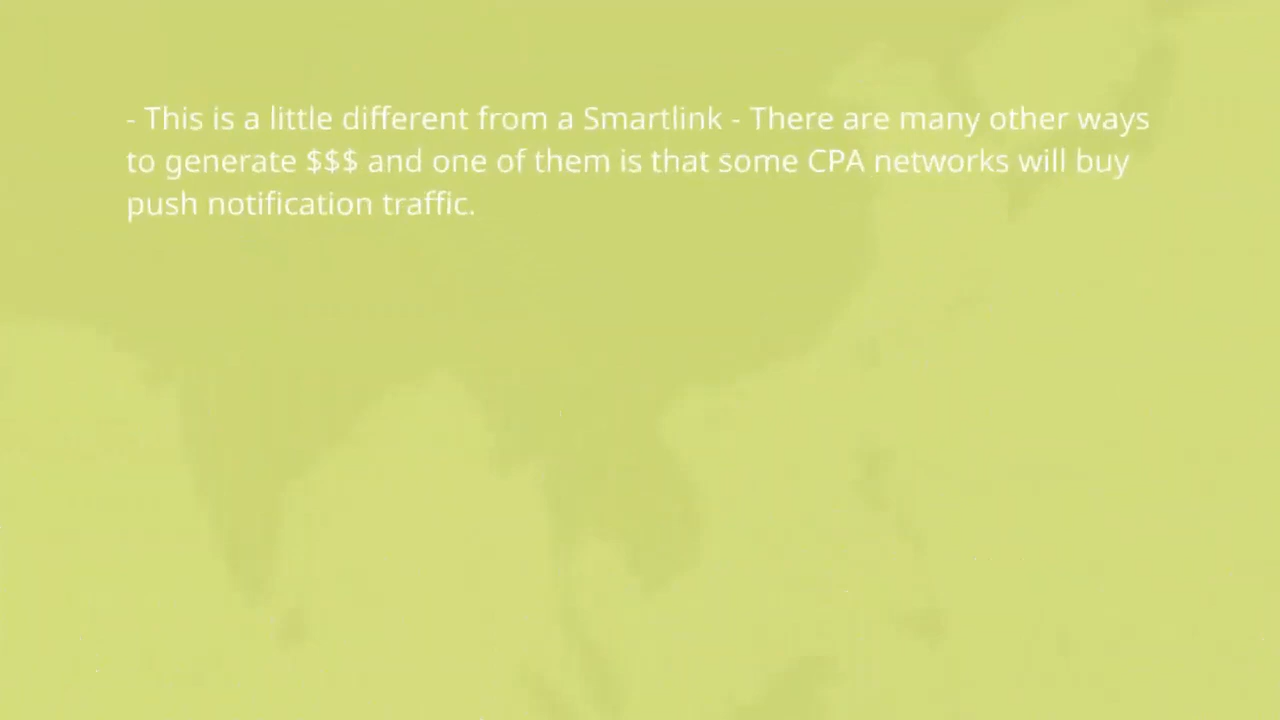 - This is a little different from a Smartlink - There are many other ways
to generate $$$ and one of them is that some CPA networks will buy
push notification traffic.